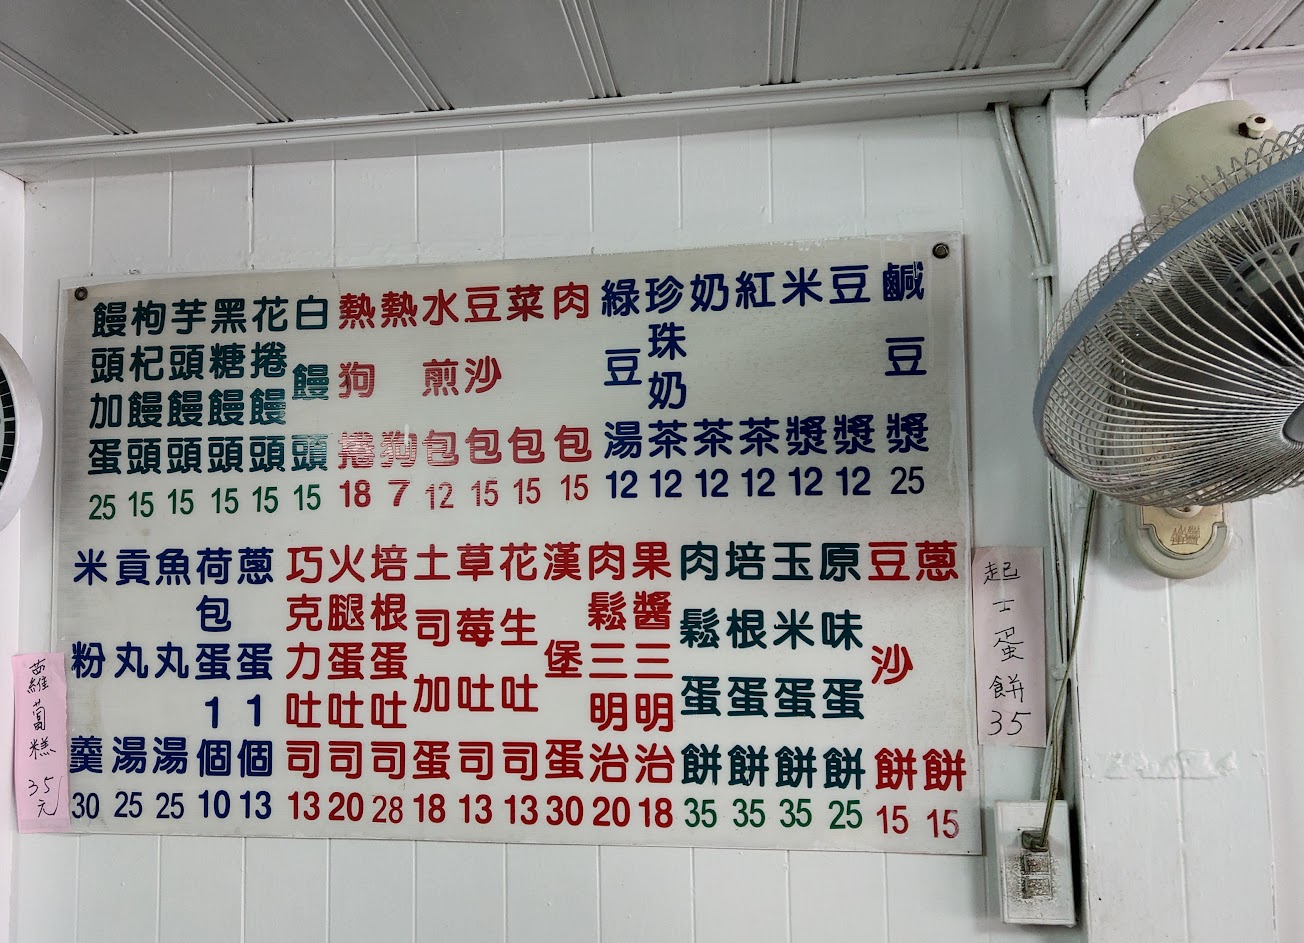 鹹豆漿 25
豆漿 12
米漿 12
紅茶 12
奶茶 12
珍珠奶茶 12
綠豆湯 12
肉包 15
菜包 15
豆沙包 15
水煎包 12
熱狗 7
熱狗捲 18
白饅頭 15
花捲饅頭 15
黑糖饅頭 15
芋頭饅頭 15
枸杞饅頭 15
饅頭加蛋 25
蔥餅 15
豆沙餅 15
原味蛋餅 25
玉米蛋餅 35
培根蛋餅 35
肉鬆蛋餅 35
果醬三明治 18
肉鬆三明治 20
漢堡蛋 30
花生吐司 13
草莓吐司 13
土司加蛋 18
培根蛋吐司 28
火腿蛋吐司 20
巧克力吐司 13
蔥蛋1個 13
荷包蛋1個 10
魚丸湯 25
貢丸湯 25
米粉羹 30
起士蛋餅 35
蘿蔔糕 35元